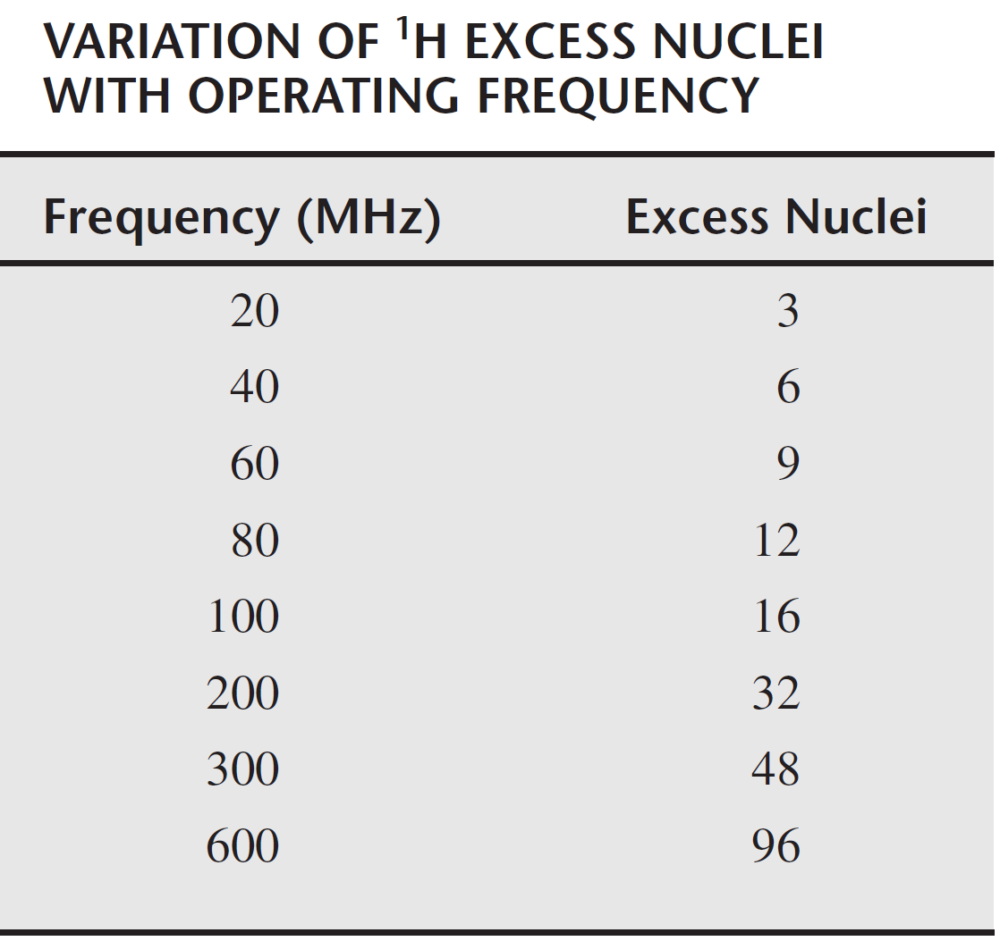 VARIATION OF ¹H EXCESS NUCLEI
WITH OPERATING FREQUENCY
Frequency (MHz) Excess Nuclei
20 3
40 6
60 9
80 12
100 16
200 32
300 48
600 96